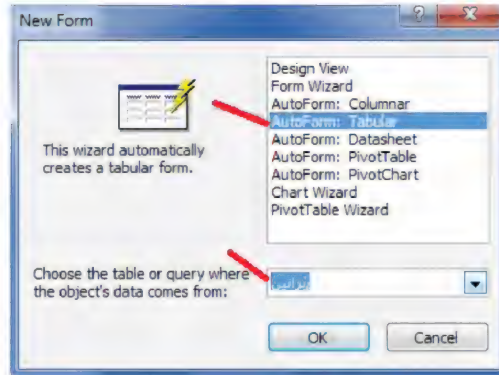 New Form
Design View
Form Wizard
AutoForm: Columnar
AutoForm: Tabular
AutoForm: Datasheet
AutoForm: PivotTable
AutoForm: PivotChart
Chart Wizard
PivotTable Wizard
This wizard automatically
creates a tabular form.
Choose the table or query where
the object's data comes from:
OK
Cancel